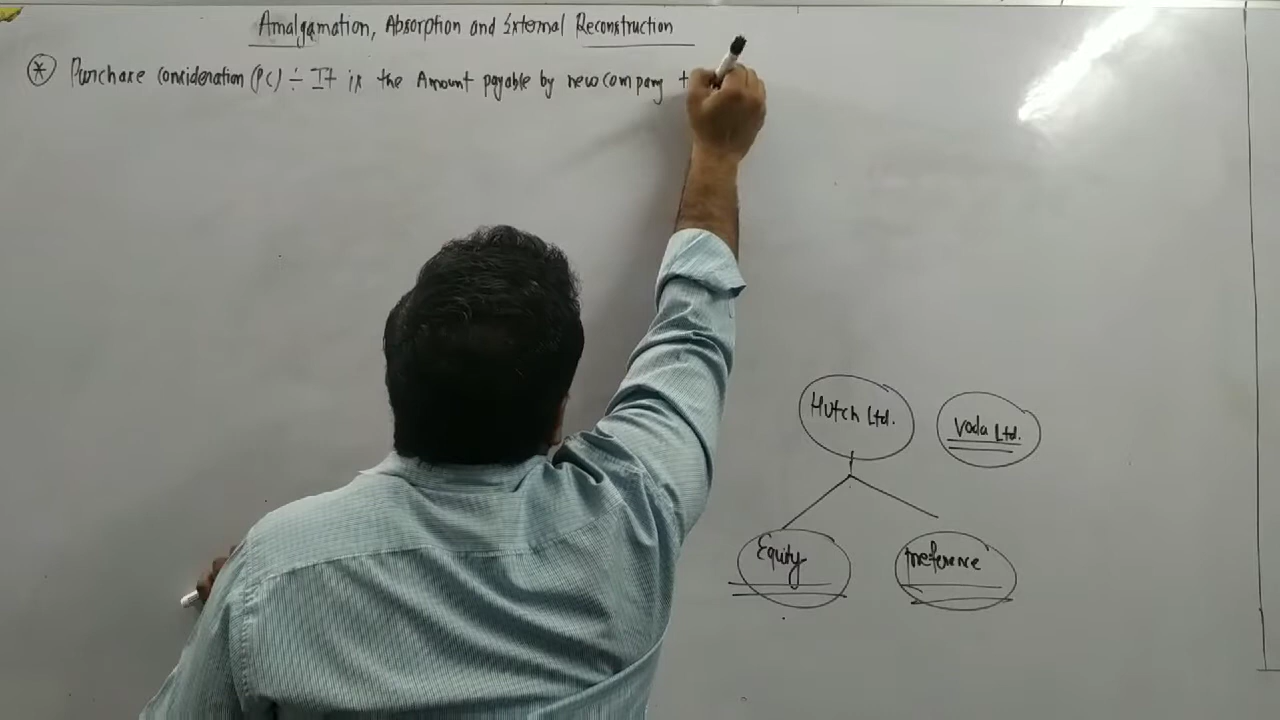 Amalgamation, Absorption and External Reconstruction
* Purchase Consideration (PC) ÷ It is the Amount payable by new company t
Hutch Ltd.
Voda Ltd.
Equity
Preference